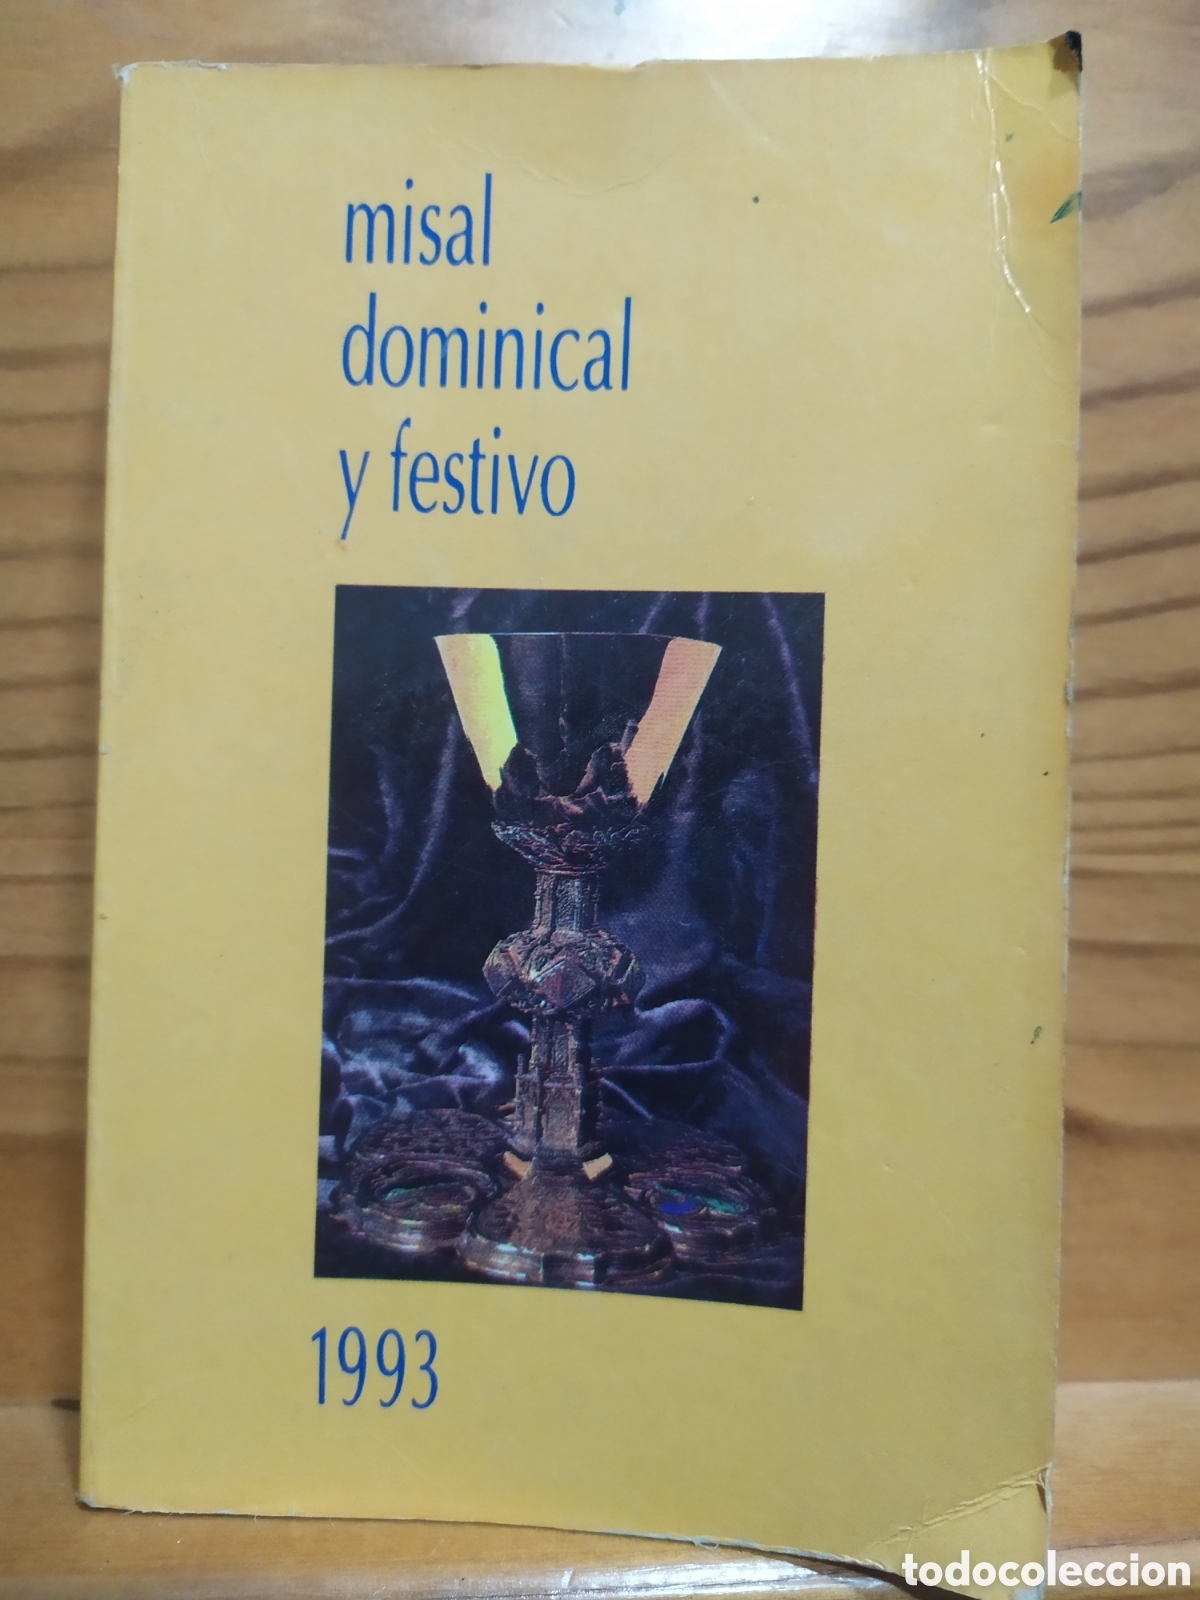 misal
dominical
y festivo
1993
todocoleccion